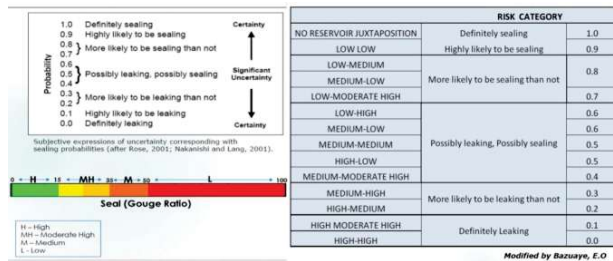 1.0 Definitely sealing
0.9 Highly likely to be sealing
0.8
0.7 } More likely to be sealing than not
0.6
0.5 } Possibly leaking, possibly sealing
0.4
0.3
0.2 } More likely to be leaking than not
0.1 Highly likely to be leaking
0.0 Definitely leaking
Probability
Certainty
Significant
Uncertainty
Certainty
Subjective expressions of uncertainty corresponding with
sealing probabilities (after Rose, 2001; Nakanishi and Lang, 2001).
0 H 15 MH 35 M 50 L 100
Seal (Gouge Ratio)
H – High
MH – Moderate High
M – Medium
L - Low
RISK CATEGORY
NO RESERVOIR JUXTAPOSITION Definitely sealing 1.0
LOW LOW Highly likely to be sealing 0.9
LOW-MEDIUM
MEDIUM-LOW More likely to be sealing than not 0.8
LOW-MODERATE HIGH 0.7
LOW-HIGH 0.6
MEDIUM-LOW 0.6
MEDIUM-MEDIUM Possibly leaking, Possibly sealing 0.5
HIGH-LOW 0.5
MEDIUM-MODERATE HIGH 0.4
MEDIUM-HIGH More likely to be leaking than not 0.3
HIGH-MEDIUM 0.2
HIGH MODERATE HIGH Definitely Leaking 0.1
HIGH-HIGH 0.0
Modified by Bazuaye, E.O